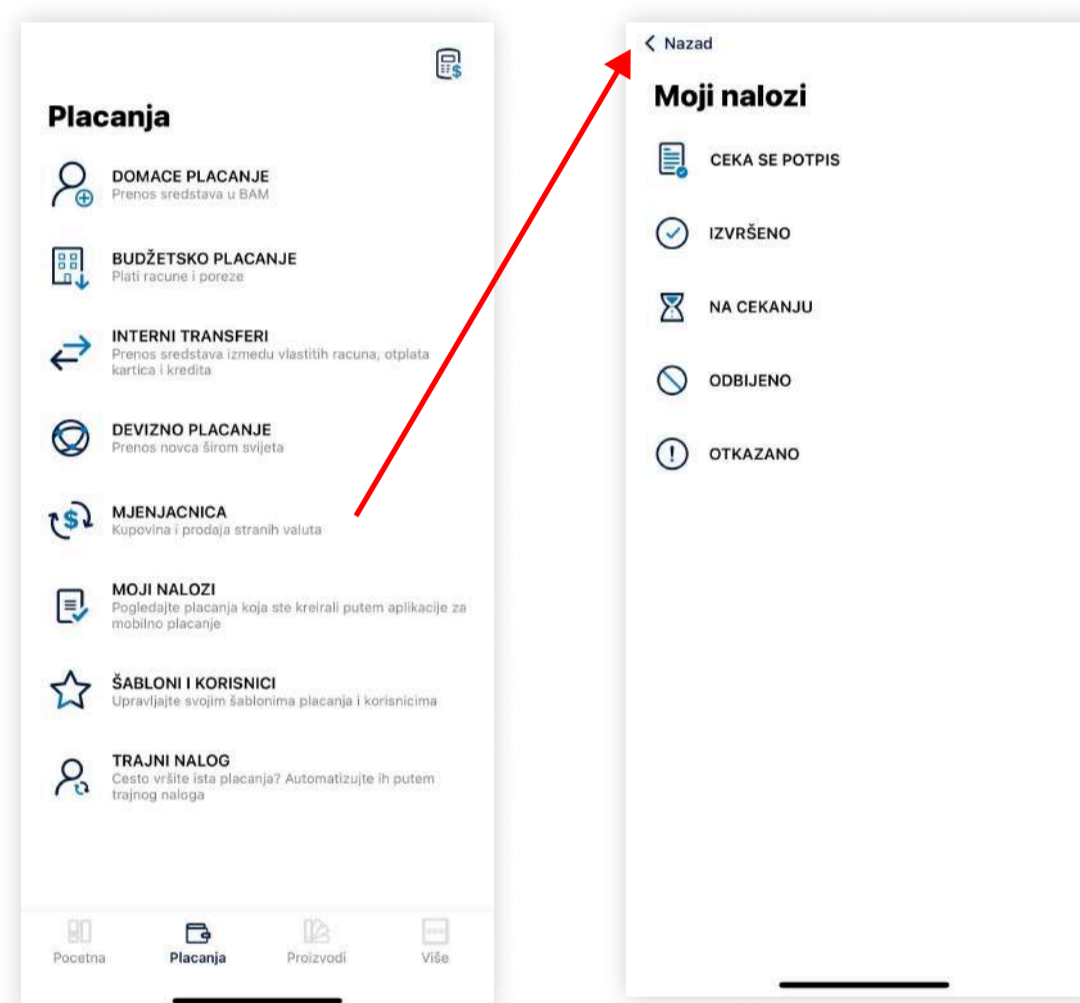 Placanja
DOMACE PLACANJE
Prenos sredstava u BAM
BUDŽETSKO PLACANJE
Plati racune i poreze
INTERNI TRANSFERI
Prenos sredstava izmedu vlastitih racuna, otplata
kartica i kredita
DEVIZNO PLACANJE
Prenos novca širom svijeta
MJENJACNICA
Kupovina i prodaja stranih valuta
MOJI NALOZI
Pogledajte placanja koja ste kreirali putem aplikacije za
mobilno placanje
ŠABLONI I KORISNICI
Upravljajte svojim šablonima placanja i korisnicima
TRAJNI NALOG
Cesto vršite ista placanja? Automatizujte ih putem
trajnog naloga
Pocetna
Placanja
Proizvodi
Više
Nazad
Moji nalozi
CEKA SE POTPIS
IZVRŠENO
NA CEKANJU
ODBIJENO
OTKAZANO